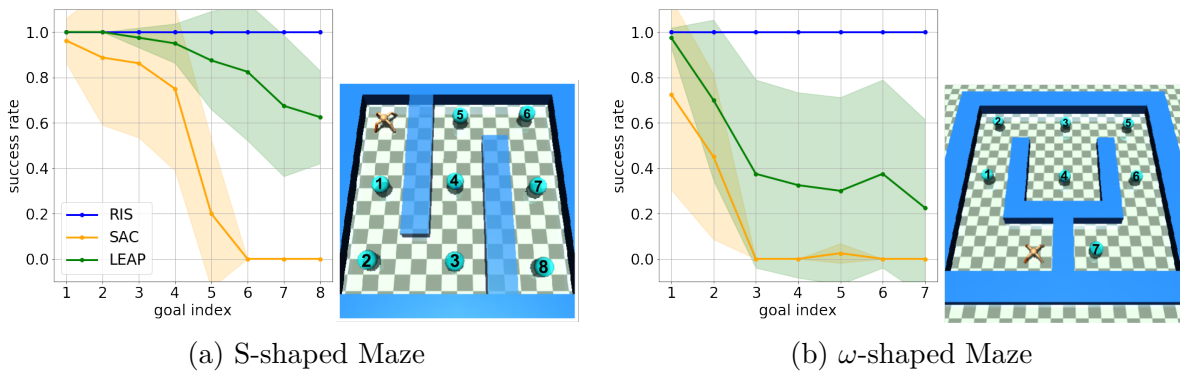 1.0
0.8
0.6
0.4
0.2
0.0
success rate
RIS
SAC
LEAP
1 2 3 4 5 6 7 8
goal index
5 6
1 4 7
2 3 8
(a) S-shaped Maze
1.0
0.8
0.6
0.4
0.2
0.0
success rate
1 2 3 4 5 6 7
goal index
2 3 5
1 4 6
7
(b) ω-shaped Maze